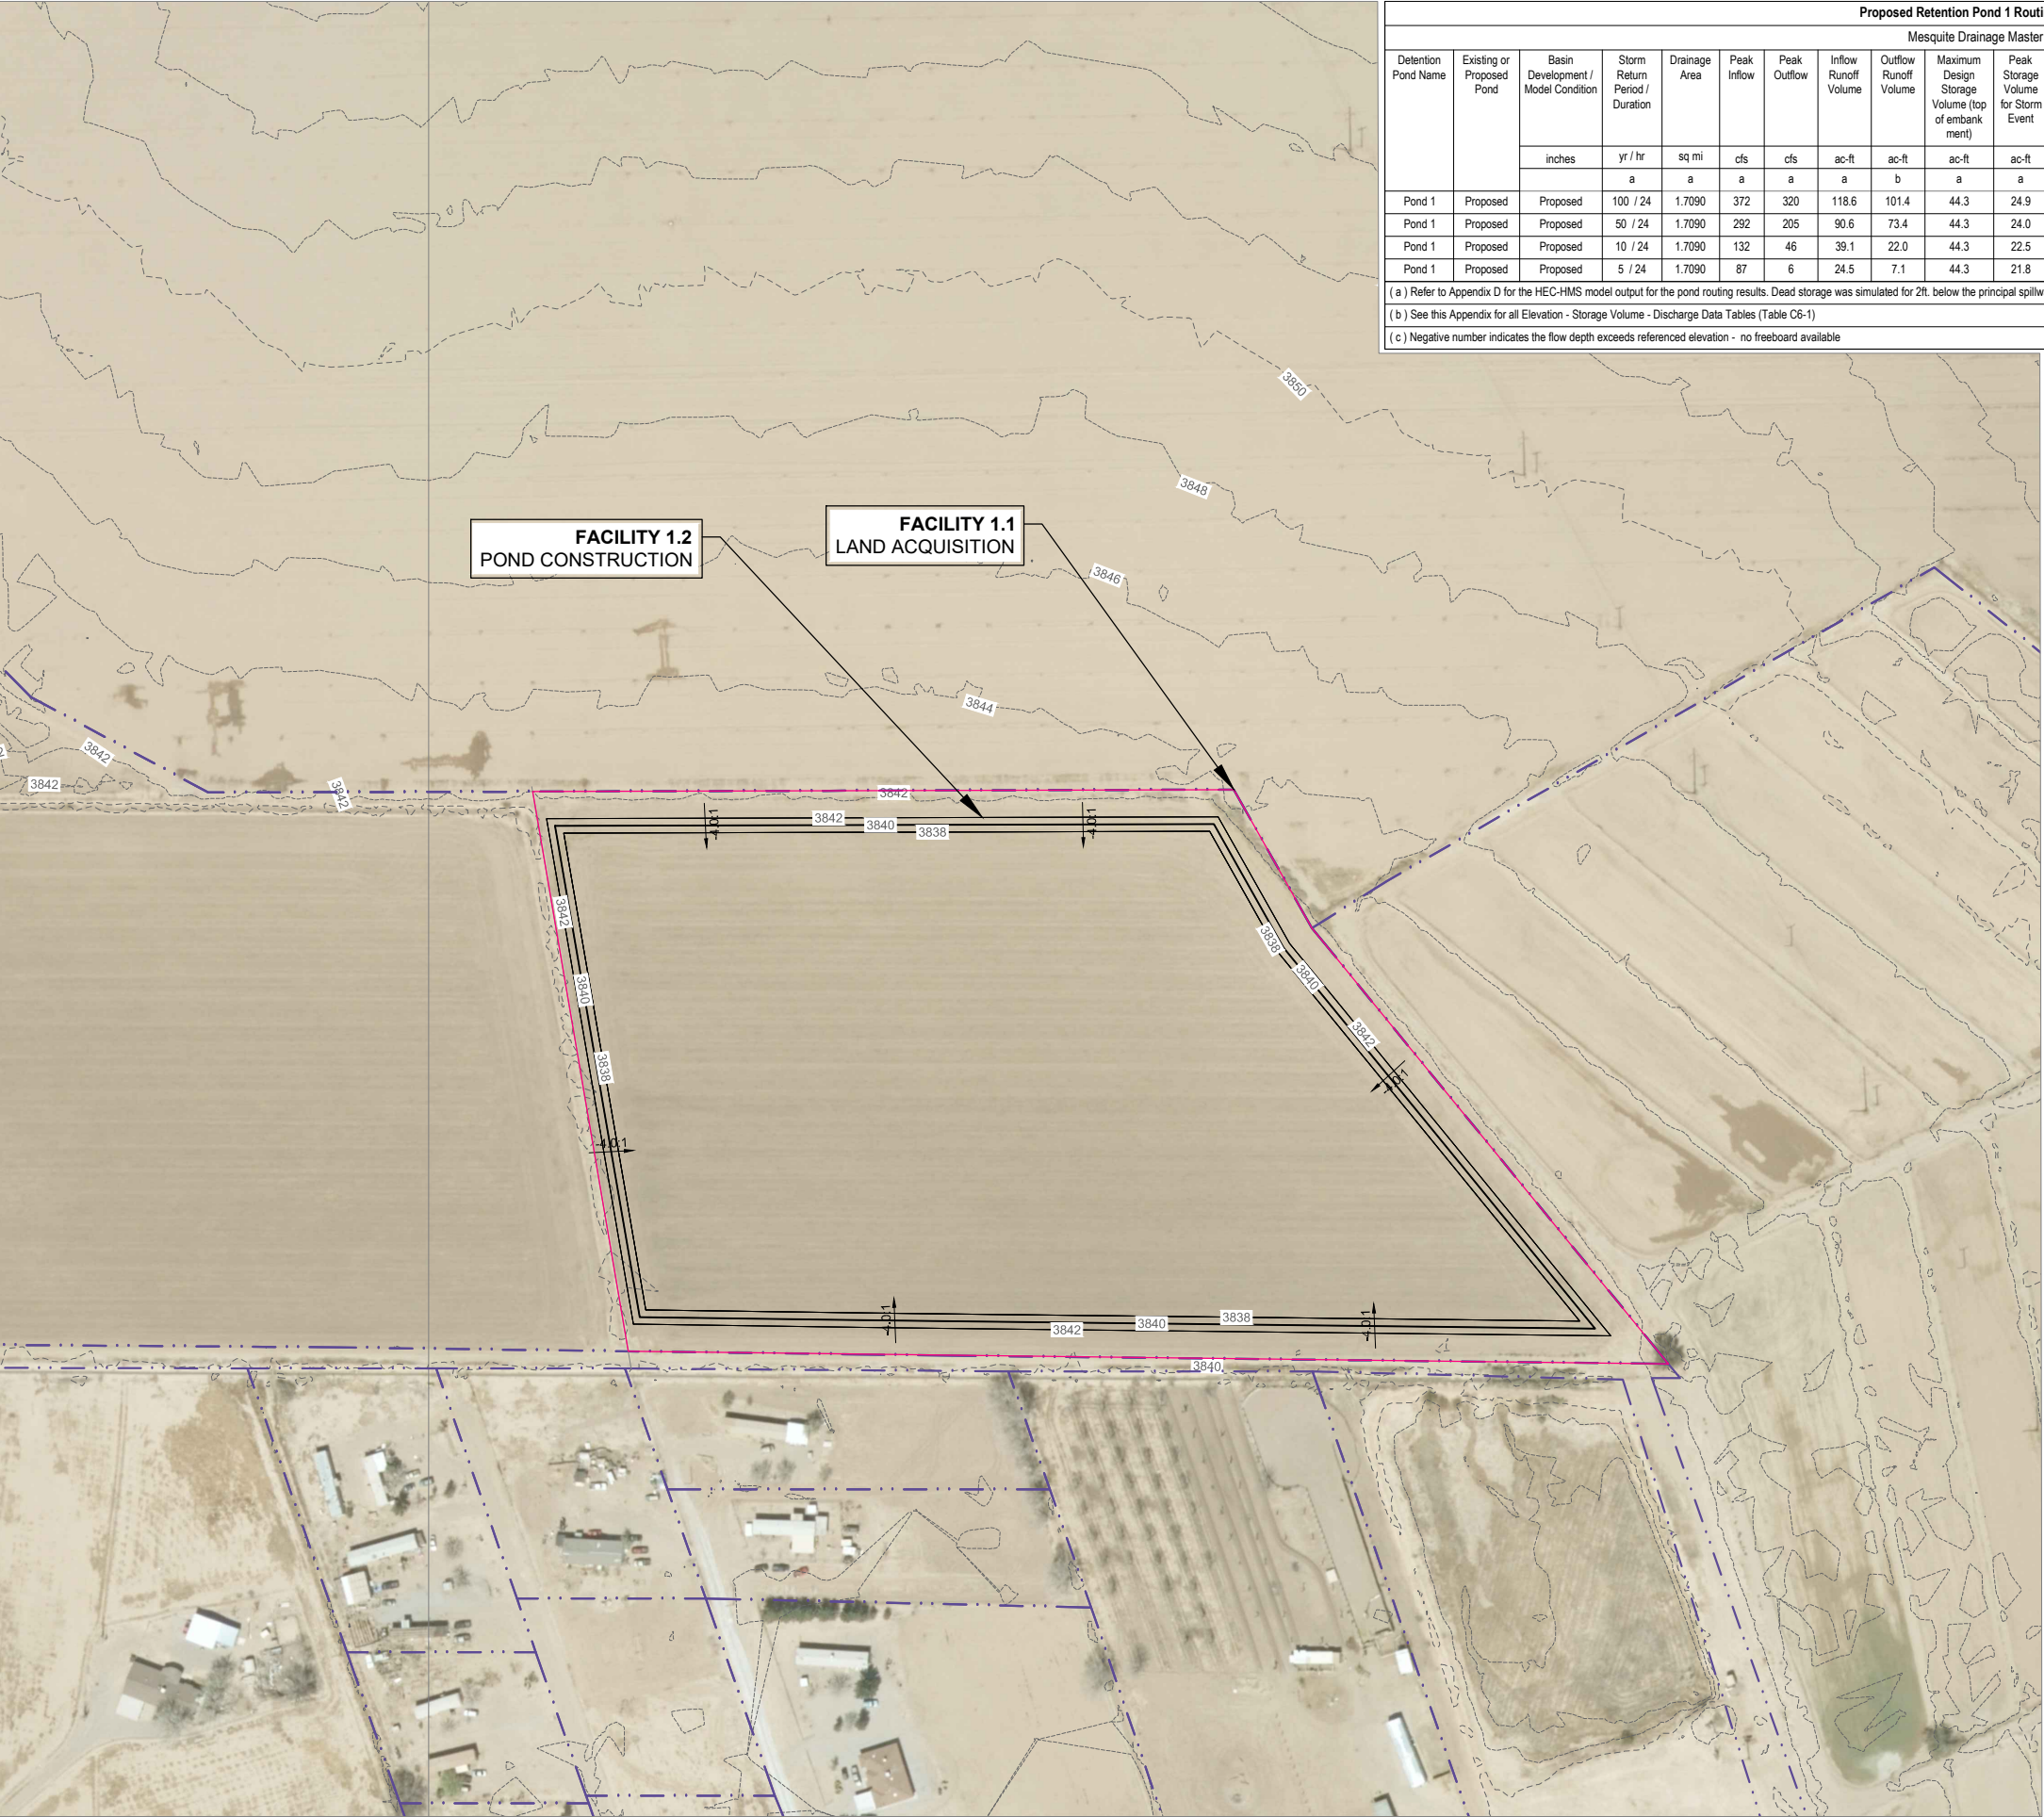 Proposed Retention Pond 1 Routi
Mesquite Drainage Master
Detention Pond Name | Existing or Proposed Pond | Basin Development / Model Condition | Storm Return Period / Duration | Drainage Area | Peak Inflow | Peak Outflow | Inflow Runoff Volume | Outflow Runoff Volume | Maximum Design Storage Volume (top of embank ment) | Peak Storage Volume for Storm Event
inches | yr / hr | sq mi | cfs | cfs | ac-ft | ac-ft | ac-ft | ac-ft
a | a | a | a | a | b | a | a
Pond 1 | Proposed | Proposed | 100 / 24 | 1.7090 | 372 | 320 | 118.6 | 101.4 | 44.3 | 24.9
Pond 1 | Proposed | Proposed | 50 / 24 | 1.7090 | 292 | 205 | 90.6 | 73.4 | 44.3 | 24.0
Pond 1 | Proposed | Proposed | 10 / 24 | 1.7090 | 132 | 46 | 39.1 | 22.0 | 44.3 | 22.5
Pond 1 | Proposed | Proposed | 5 / 24 | 1.7090 | 87 | 6 | 24.5 | 7.1 | 44.3 | 21.8
( a ) Refer to Appendix D for the HEC-HMS model output for the pond routing results. Dead storage was simulated for 2ft. below the principal spillw
( b ) See this Appendix for all Elevation - Storage Volume - Discharge Data Tables (Table C6-1)
( c ) Negative number indicates the flow depth exceeds referenced elevation - no freeboard available
3850
3848
FACILITY 1.2
POND CONSTRUCTION
FACILITY 1.1
LAND ACQUISITION
3846
3844
3842
3842
3842
3842
3842
3840
3838
-4.0:1
-4.0:1
3842
3840
3838
3838
3840
3842
-4.0:1
-4.0:1
-4.0:1
-4.0:1
3842
3840
3838
3840